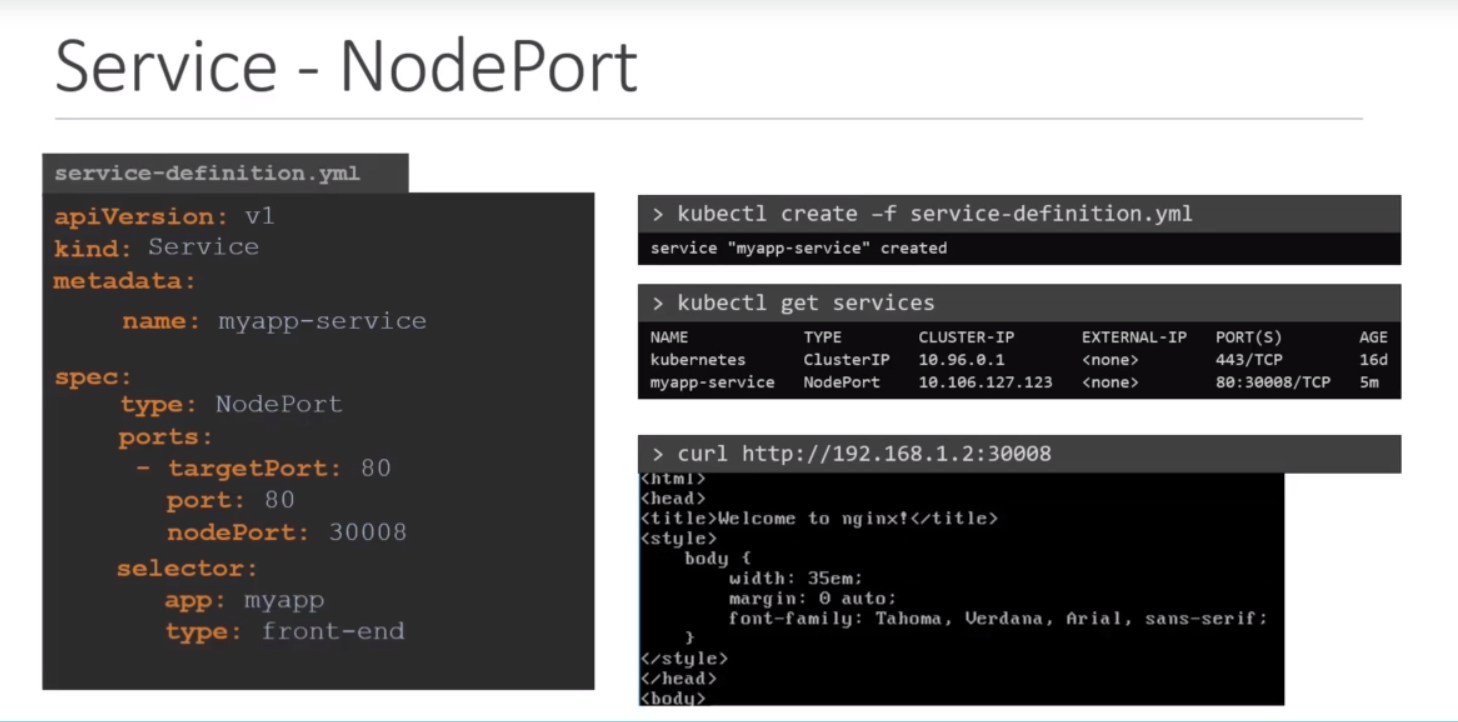 Service - NodePort
service-definition.yml
apiVersion: v1
kind: Service
metadata:
name: myapp-service
spec:
type: NodePort
ports:
- targetPort: 80
port: 80
nodePort: 30008
selector:
app: myapp
type: front-end
> kubectl create –f service-definition.yml
service "myapp-service" created
> kubectl get services
NAME TYPE CLUSTER-IP EXTERNAL-IP PORT(S) AGE
kubernetes ClusterIP 10.96.0.1 <none> 443/TCP 16d
myapp-service NodePort 10.106.127.123 <none> 80:30008/TCP 5m
> curl http://192.168.1.2:30008
<html>
<head>
<title>Welcome to nginx!</title>
<style>
body {
width: 35em;
margin: 0 auto;
font-family: Tahoma, Verdana, Arial, sans-serif;
}
</style>
</head>
<body>